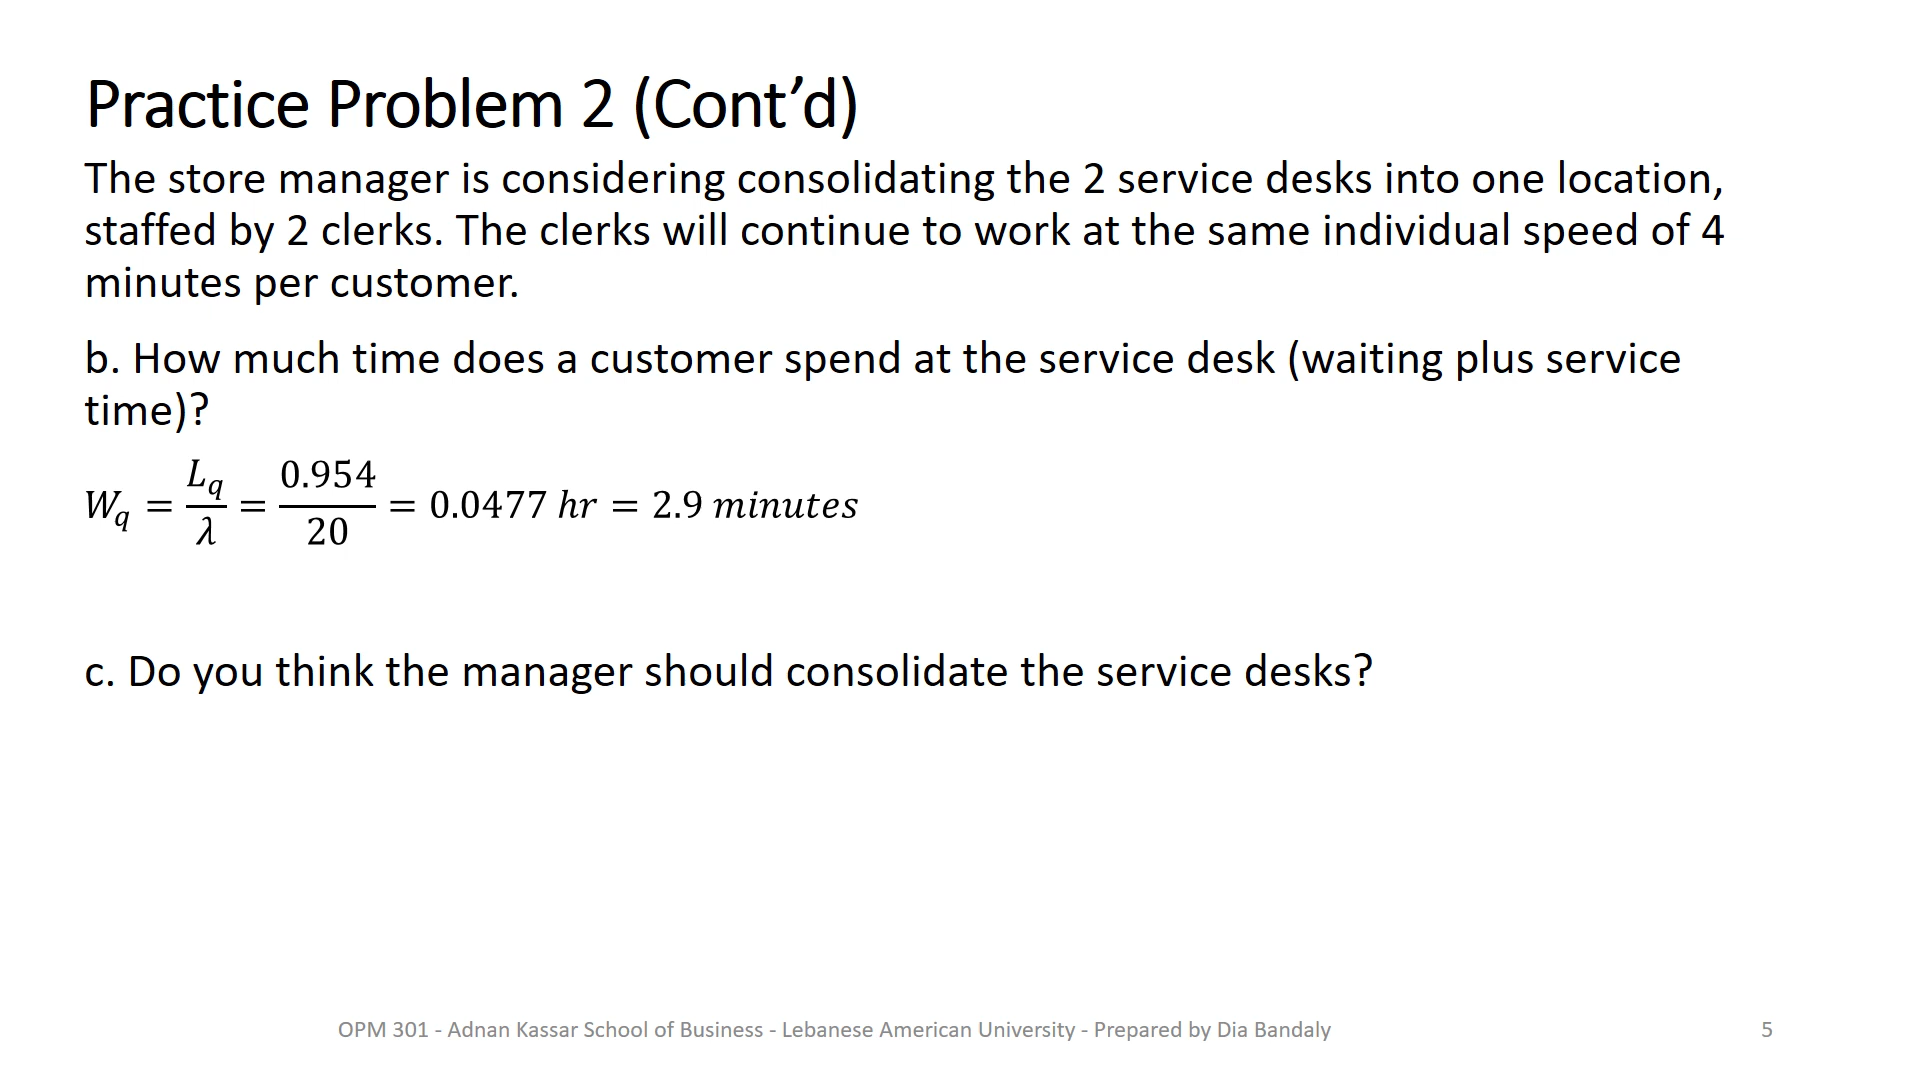 Practice Problem 2 (Cont’d)
The store manager is considering consolidating the 2 service desks into one location,
staffed by 2 clerks. The clerks will continue to work at the same individual speed of 4
minutes per customer.
b. How much time does a customer spend at the service desk (waiting plus service
time)?
W_q = L_q/λ = 0.954/20 = 0.0477 hr = 2.9 minutes
c. Do you think the manager should consolidate the service desks?
OPM 301 - Adnan Kassar School of Business - Lebanese American University - Prepared by Dia Bandaly 5